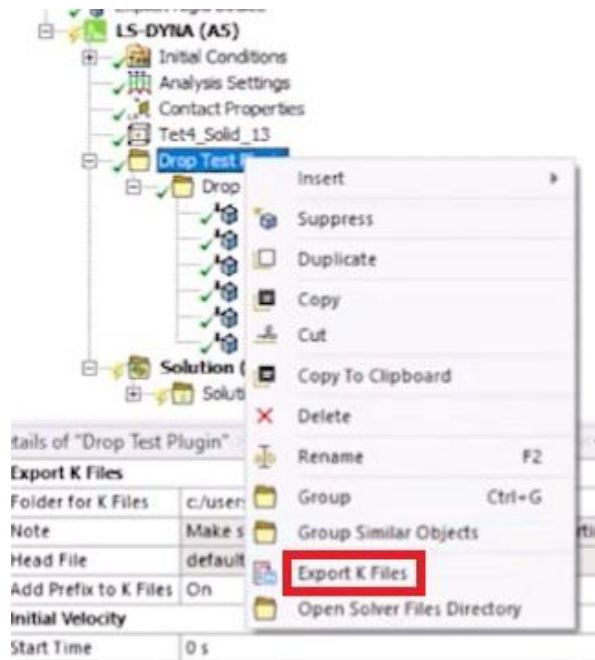 LS-DYNA (A5)
Initial Conditions
Analysis Settings
Contact Properties
Tet4_Solid_13
Drop Test
Drop
Solution (
Solut
Insert
Suppress
Duplicate
Copy
Cut
Copy To Clipboard
Delete
Rename F2
Group Ctrl+G
Group Similar Objects
Export K Files
Open Solver Files Directory
tails of "Drop Test Plugin"
Export K Files
Folder for K Files c:/user
Note Make s
Head File default
Add Prefix to K Files On
Initial Velocity
Start Time 0 s